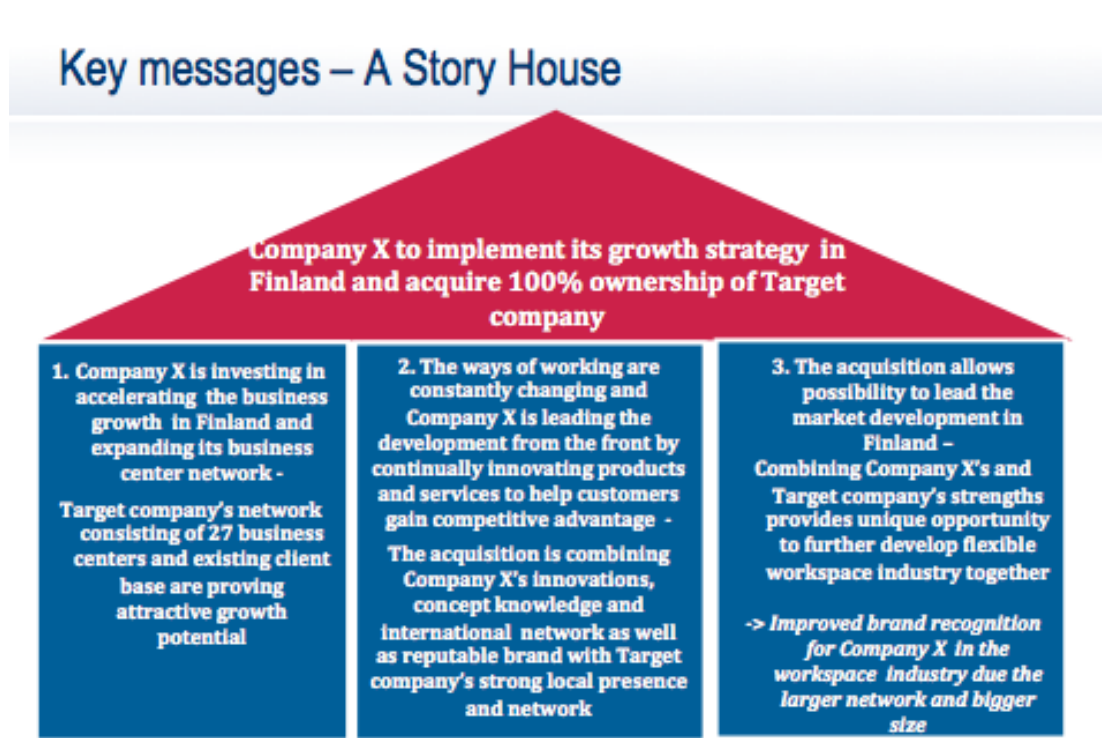 Key messages – A Story House
Company X to implement its growth strategy in
Finland and acquire 100% ownership of Target
company
1. Company X is investing in
accelerating the business
growth in Finland and
expanding its business
center network -
Target company's network
consisting of 27 business
centers and existing client
base are proving
attractive growth
potential
2. The ways of working are
constantly changing and
Company X is leading the
development from the front by
continually innovating products
and services to help customers
gain competitive advantage -
The acquisition is combining
Company X's innovations,
concept knowledge and
international network as well
as reputable brand with Target
company's strong local presence
and network
3. The acquisition allows
possibility to lead the
market development in
Finland –
Combining Company X's and
Target company's strengths
provides unique opportunity
to further develop flexible
workspace industry together
-> Improved brand recognition
for Company X in the
workspace industry due the
larger network and bigger
size